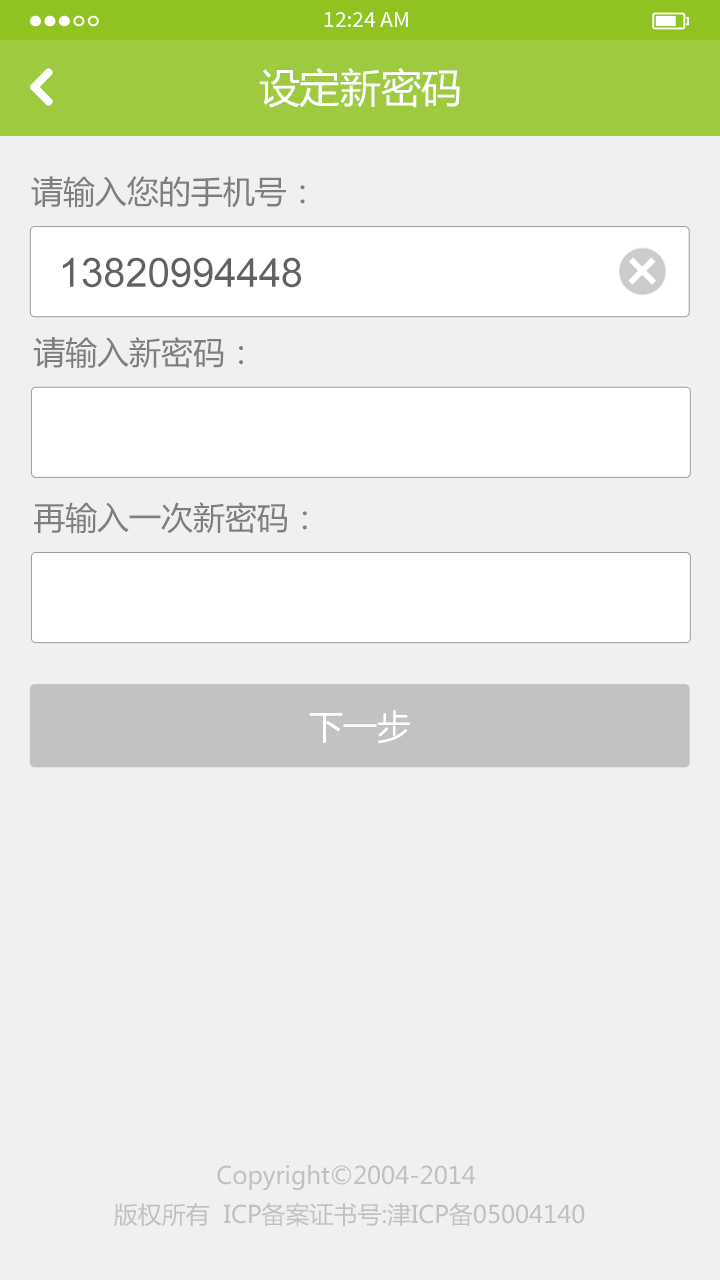 12:24 AM
设定新密码
请输入您的手机号：
13820994448
请输入新密码：
再输入一次新密码：
下一步
Copyright©2004-2014
版权所有 ICP备案证书号:津ICP备05004140